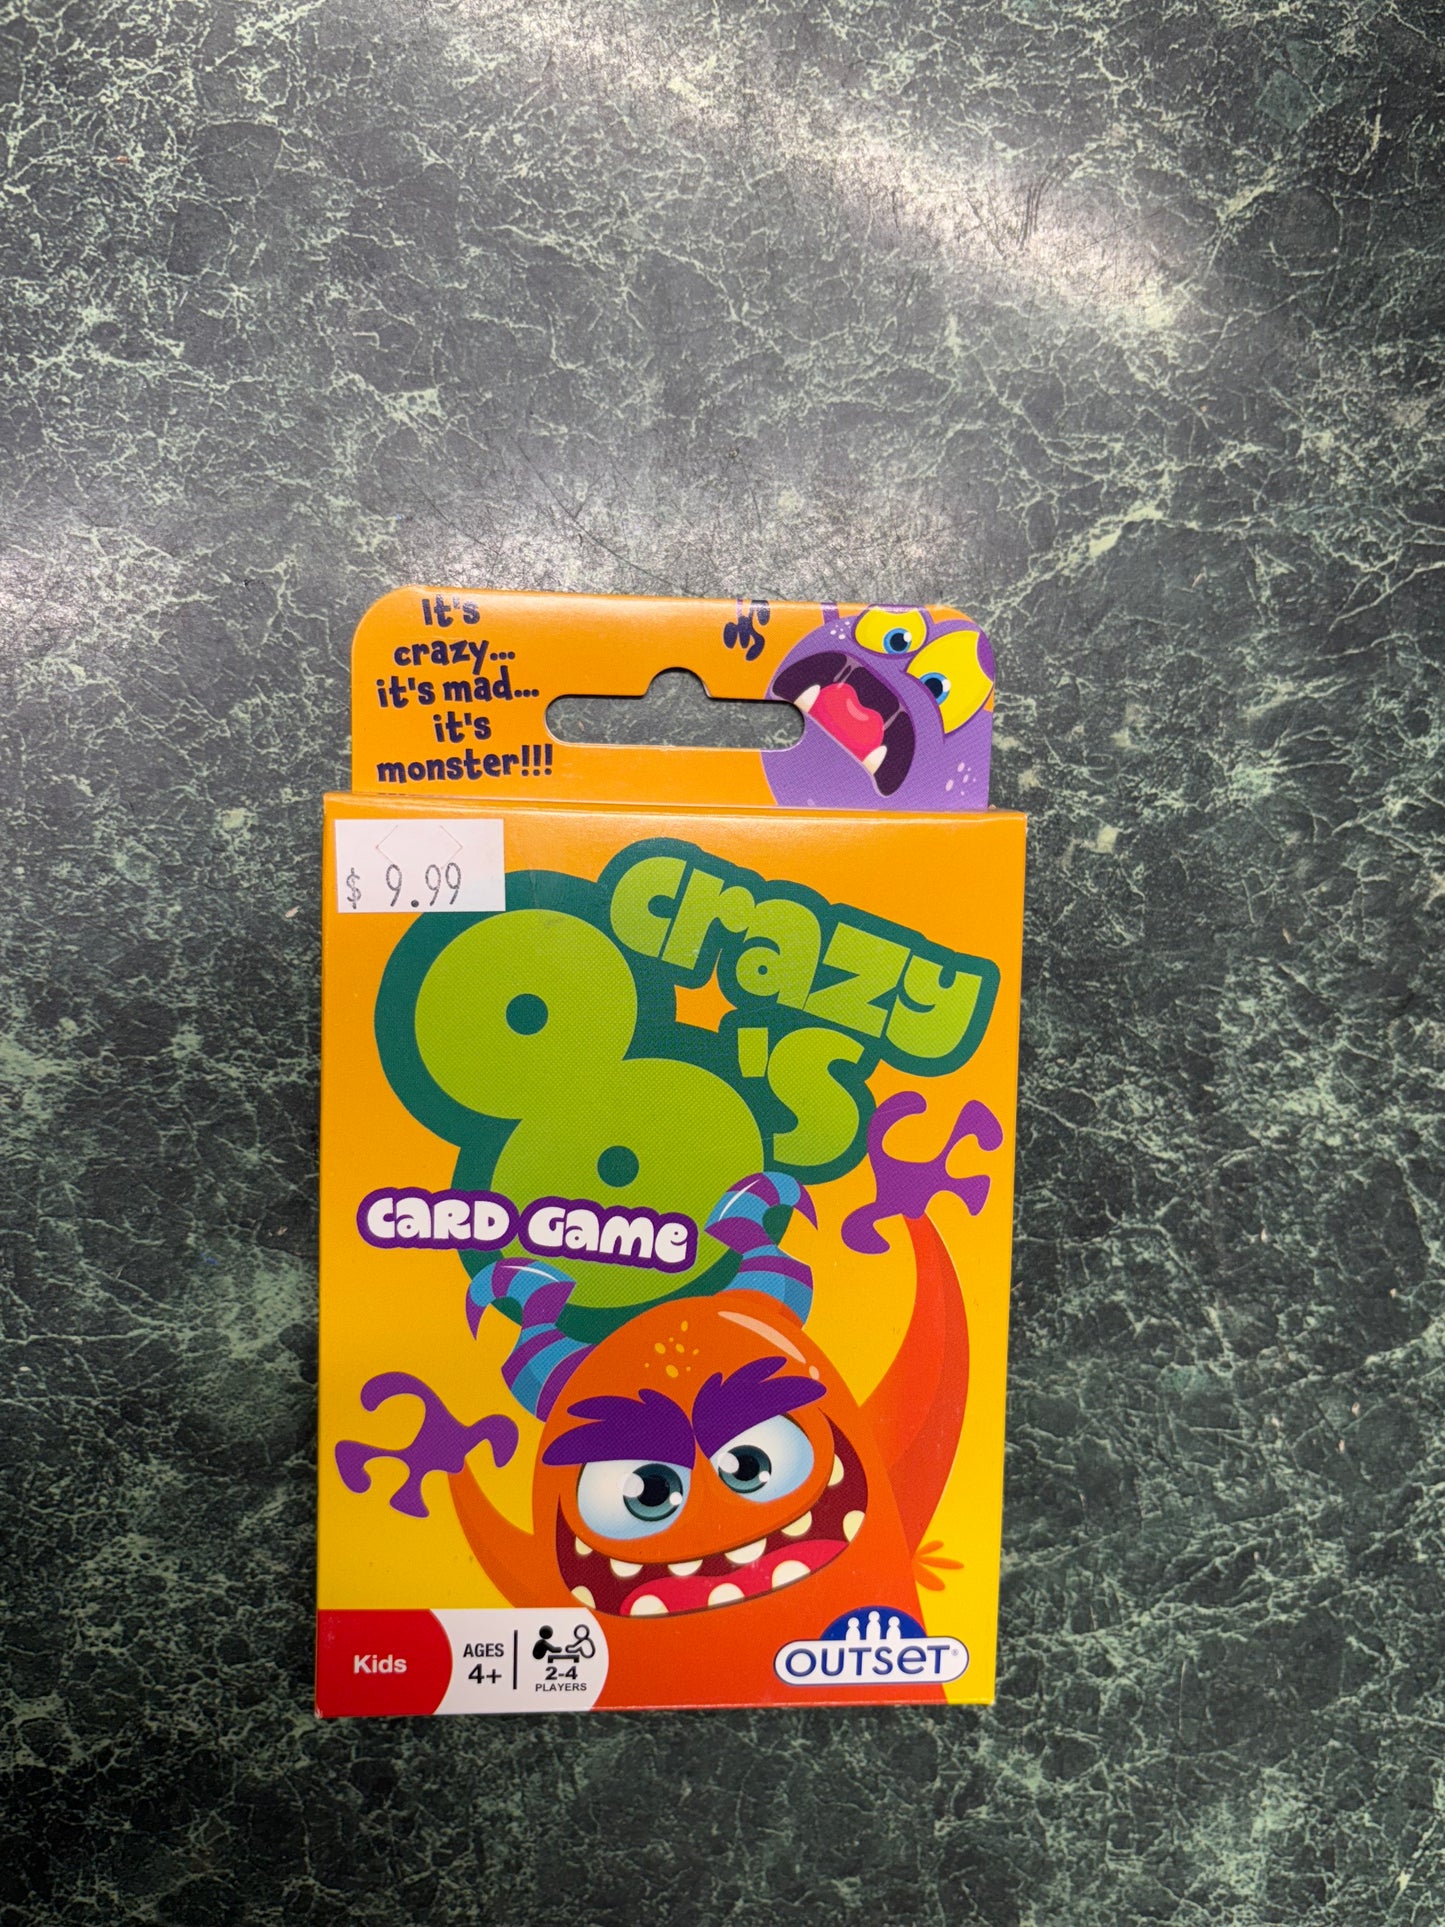 It's
crazy...
it's mad...
it's
monster!!!
$ 9.99
crazy
8's
CARD GAME
Kids
AGES
4+
2-4
PLAYERS
OUTSET®